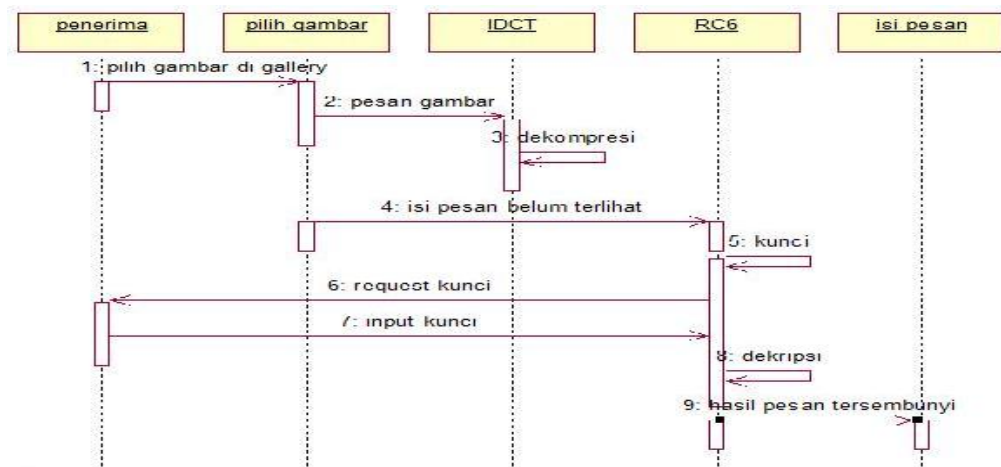 penerima
pilih gambar
IDCT
RC6
isi pesan
1: pilih gambar di gallery
2: pesan gambar
3: dekompresi
4: isi pesan belum terlihat
5: kunci
6: request kunci
7: input kunci
8: dekripsi
9: hasil pesan tersembunyi